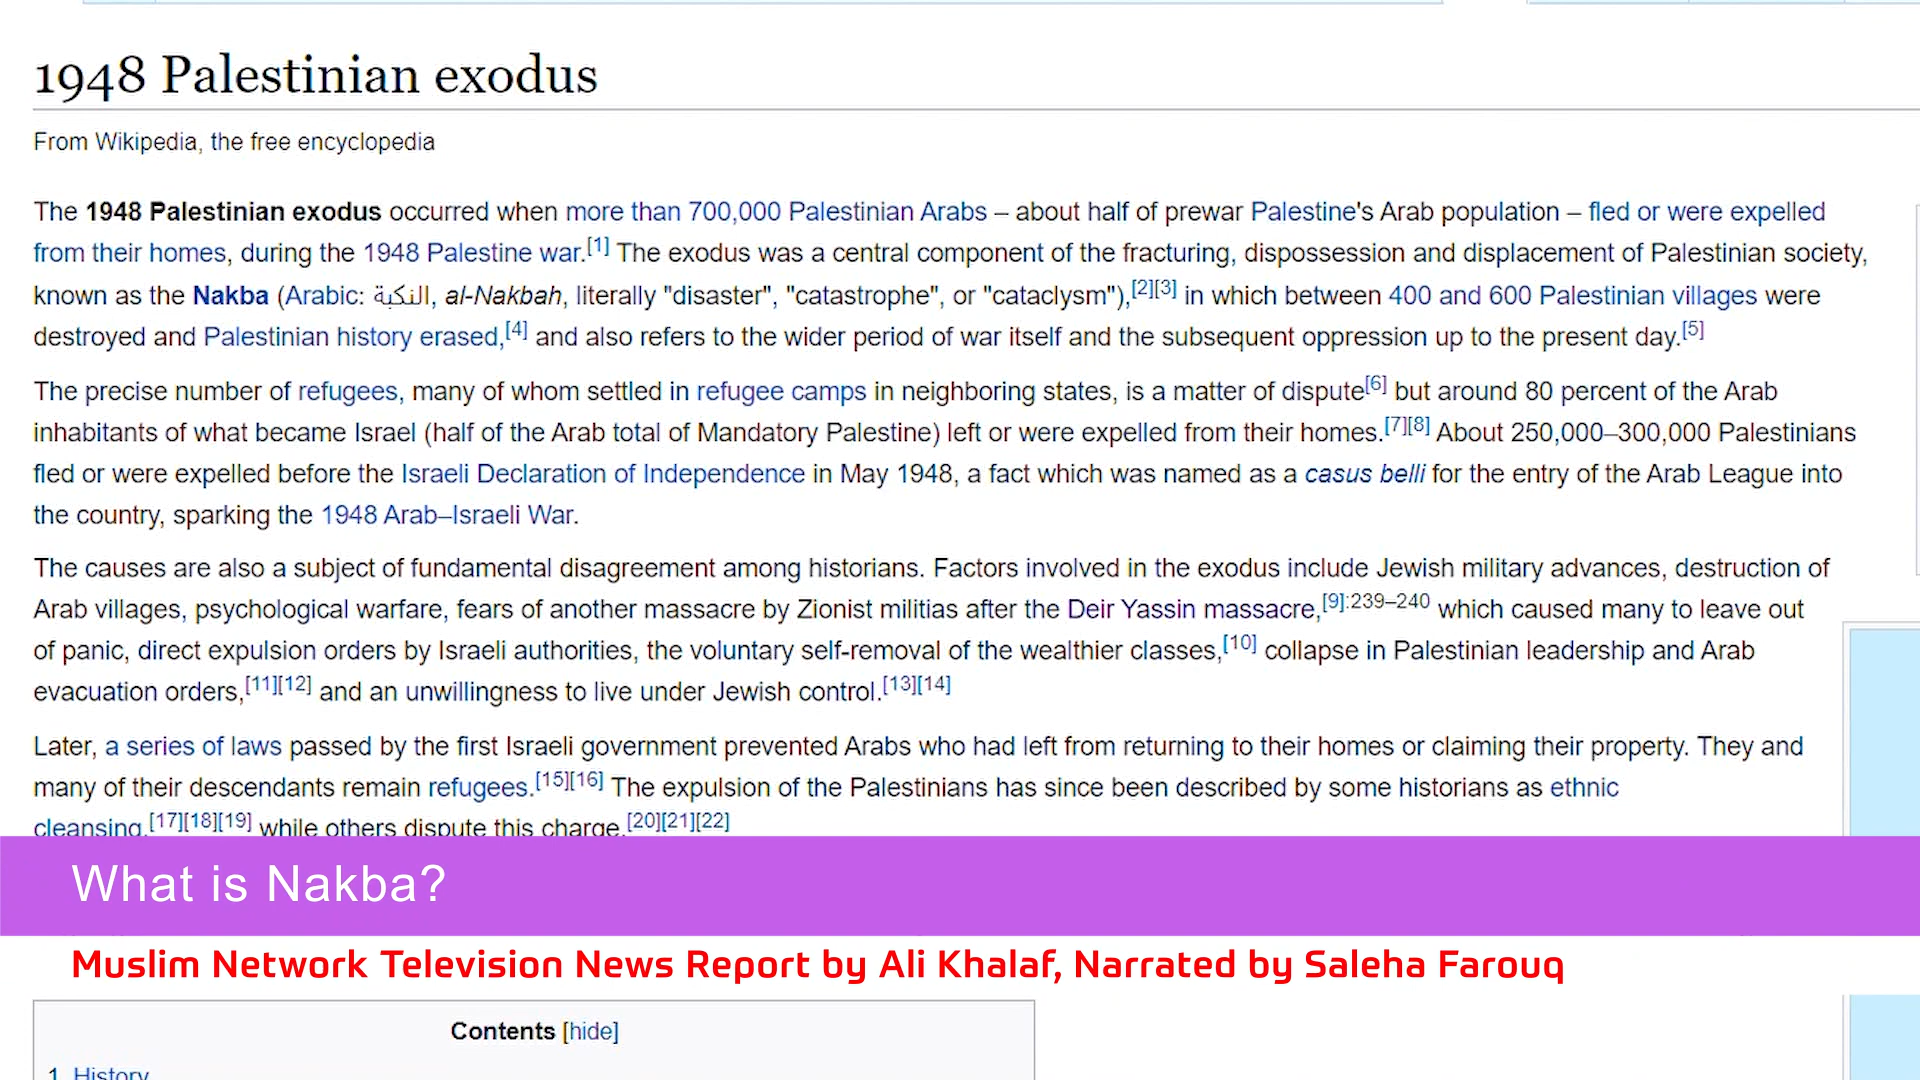 1948 Palestinian exodus
From Wikipedia, the free encyclopedia
The 1948 Palestinian exodus occurred when more than 700,000 Palestinian Arabs – about half of prewar Palestine's Arab population – fled or were expelled
from their homes, during the 1948 Palestine war.[1] The exodus was a central component of the fracturing, dispossession and displacement of Palestinian society,
known as the Nakba (Arabic: النكبة, al-Nakbah, literally "disaster", "catastrophe", or "cataclysm"),[2][3] in which between 400 and 600 Palestinian villages were
destroyed and Palestinian history erased,[4] and also refers to the wider period of war itself and the subsequent oppression up to the present day.[5]
The precise number of refugees, many of whom settled in refugee camps in neighboring states, is a matter of dispute[6] but around 80 percent of the Arab
inhabitants of what became Israel (half of the Arab total of Mandatory Palestine) left or were expelled from their homes.[7][8] About 250,000–300,000 Palestinians
fled or were expelled before the Israeli Declaration of Independence in May 1948, a fact which was named as a casus belli for the entry of the Arab League into
the country, sparking the 1948 Arab–Israeli War.
The causes are also a subject of fundamental disagreement among historians. Factors involved in the exodus include Jewish military advances, destruction of
Arab villages, psychological warfare, fears of another massacre by Zionist militias after the Deir Yassin massacre,[9]:239–240 which caused many to leave out
of panic, direct expulsion orders by Israeli authorities, the voluntary self-removal of the wealthier classes,[10] collapse in Palestinian leadership and Arab
evacuation orders,[11][12] and an unwillingness to live under Jewish control.[13][14]
Later, a series of laws passed by the first Israeli government prevented Arabs who had left from returning to their homes or claiming their property. They and
many of their descendants remain refugees.[15][16] The expulsion of the Palestinians has since been described by some historians as ethnic
cleansing,[17][18][19] while others dispute this charge.[20][21][22]
What is Nakba?
Muslim Network Television News Report by Ali Khalaf, Narrated by Saleha Farouq
Contents [hide]
1 History